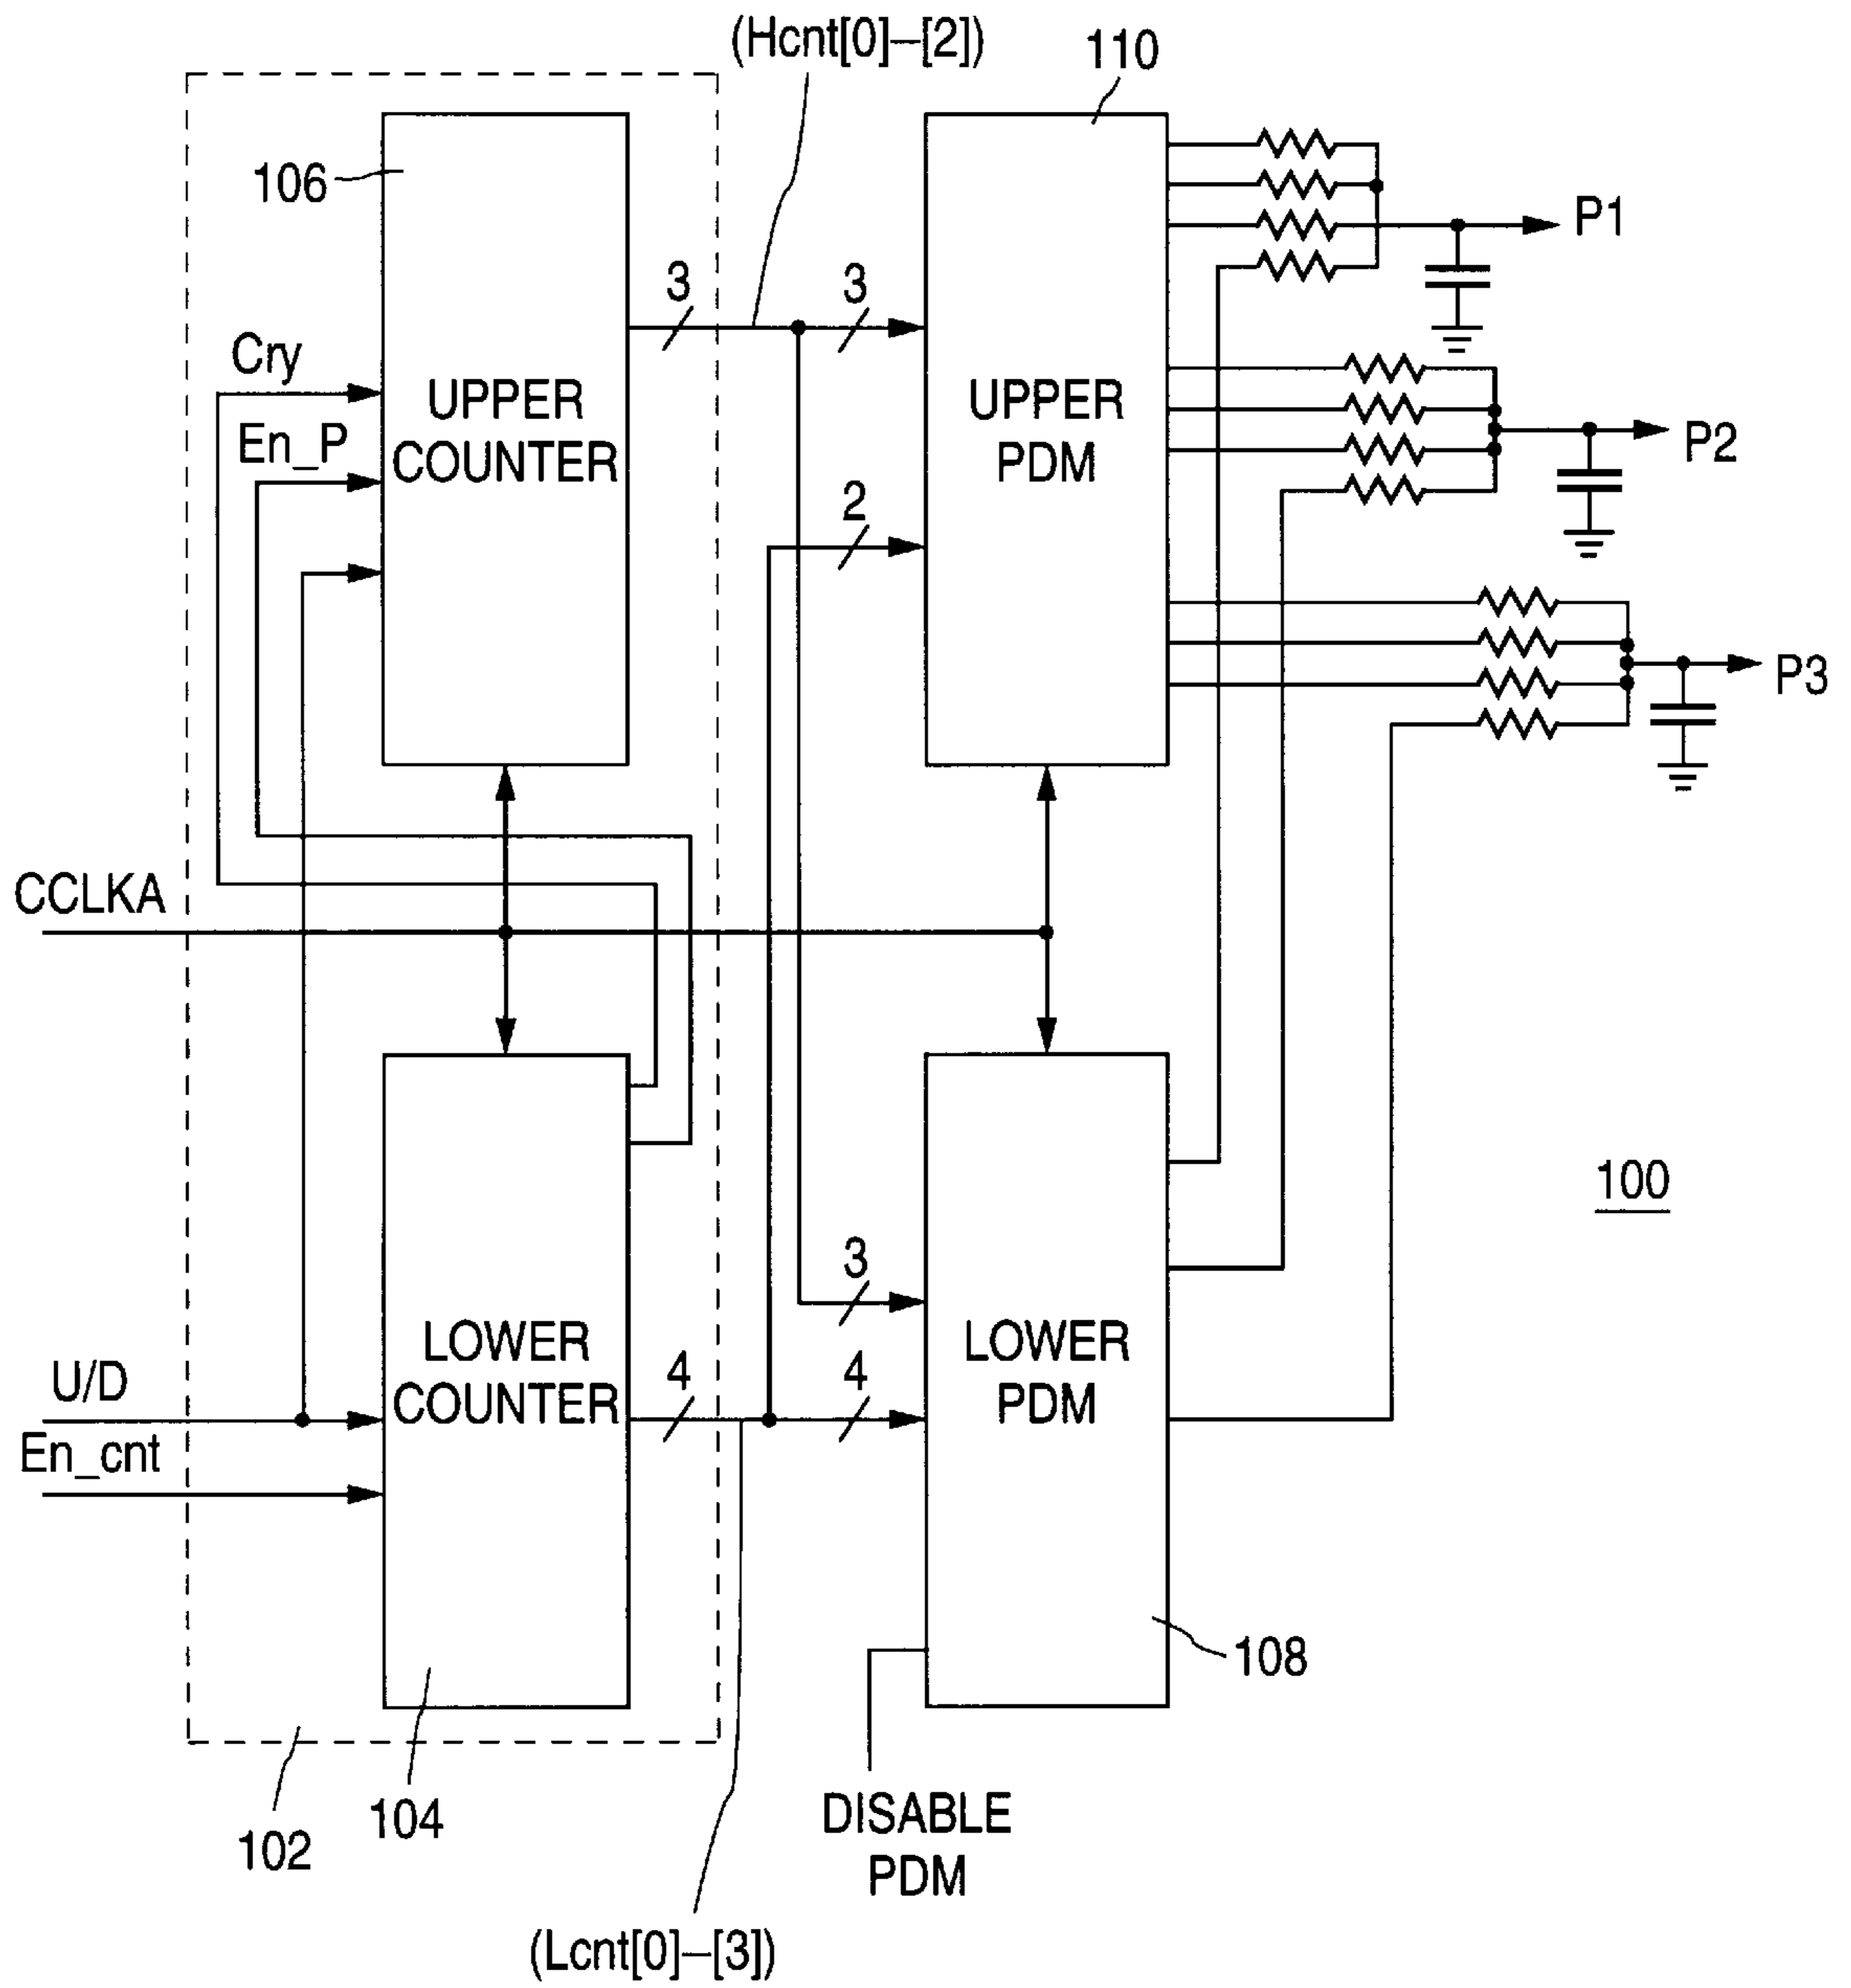 (Hcnt[0]–[2])
110
106
P1
3
3
Cry
UPPER
COUNTER
UPPER
PDM
En_P
P2
2
P3
CCLKA
100
3
LOWER
COUNTER
LOWER
PDM
U/D
4
4
En_cnt
108
102
104
DISABLE
PDM
(Lcnt[0]–[3])